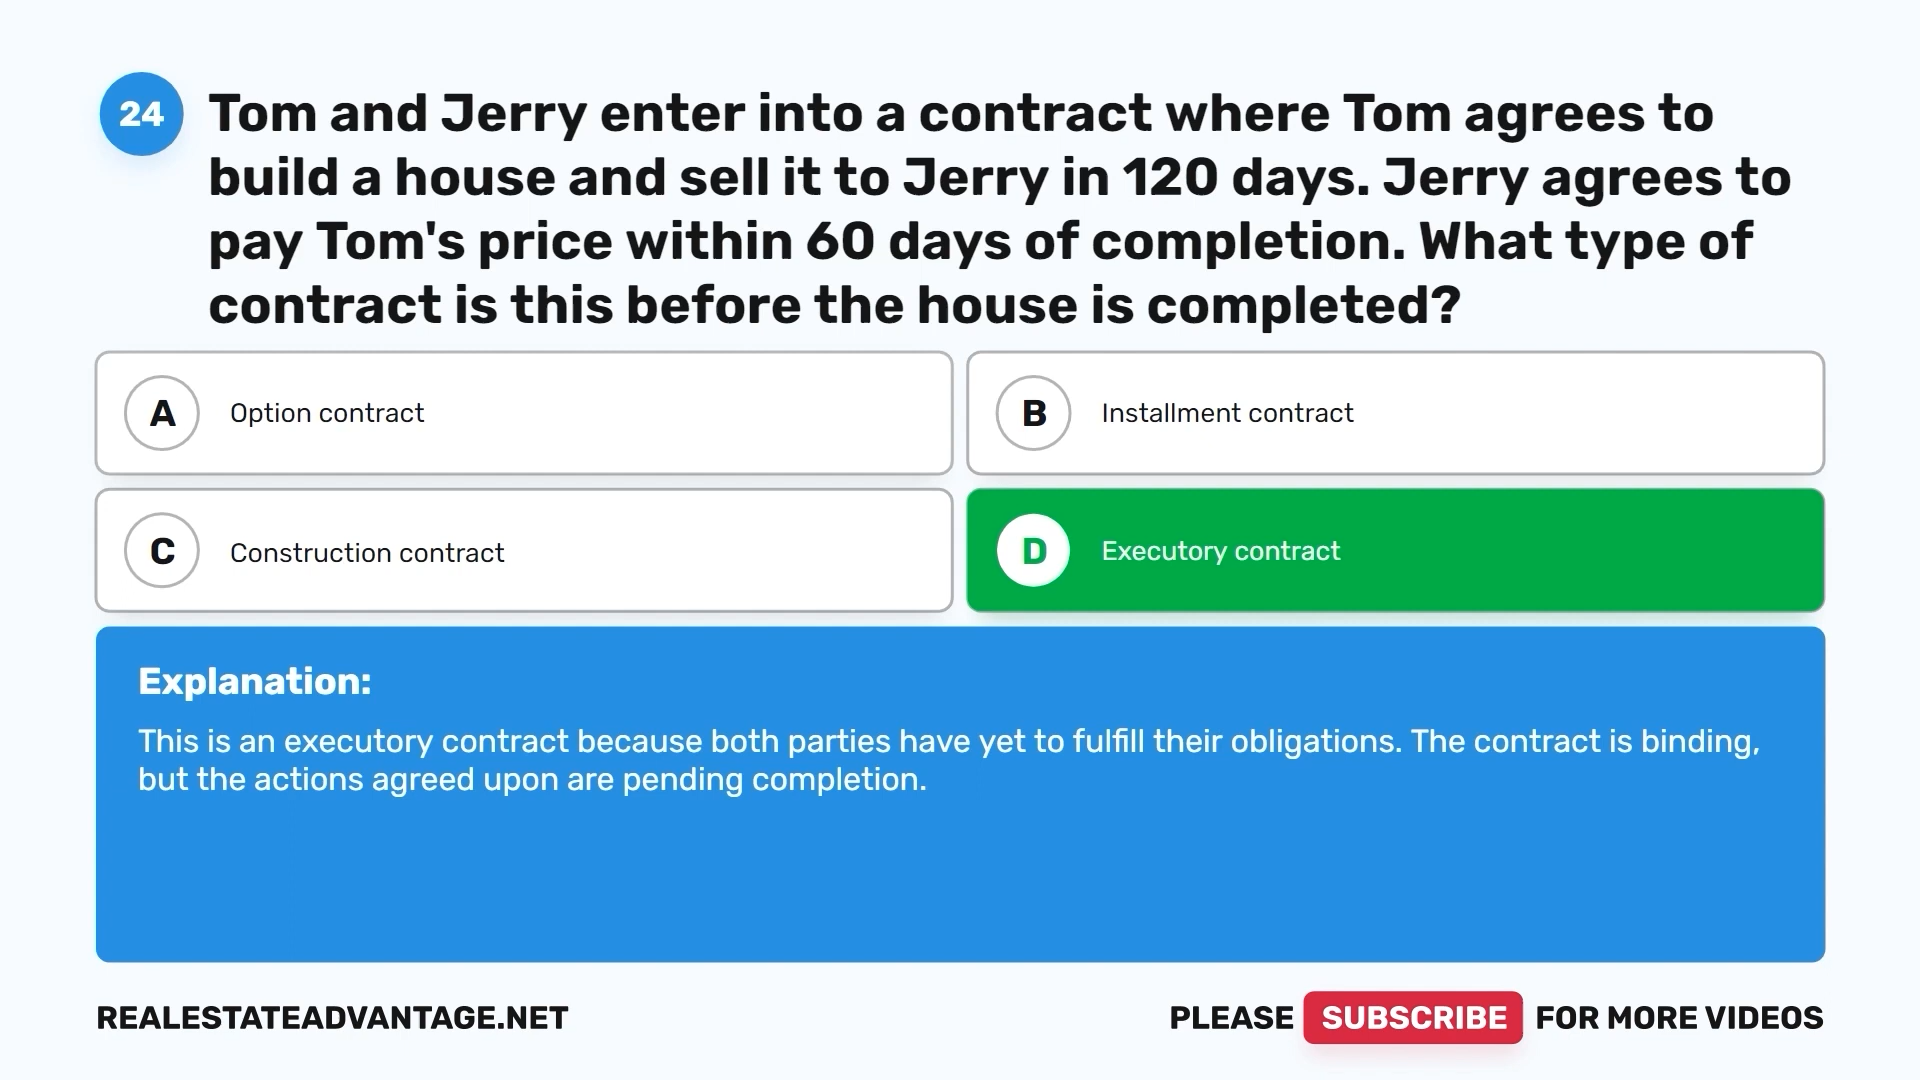 24
Tom and Jerry enter into a contract where Tom agrees to
build a house and sell it to Jerry in 120 days. Jerry agrees to
pay Tom's price within 60 days of completion. What type of
contract is this before the house is completed?
A Option contract
B Installment contract
C Construction contract
D Executory contract
Explanation:
This is an executory contract because both parties have yet to fulfill their obligations. The contract is binding,
but the actions agreed upon are pending completion.
REALESTATEADVANTAGE.NET
PLEASE SUBSCRIBE FOR MORE VIDEOS